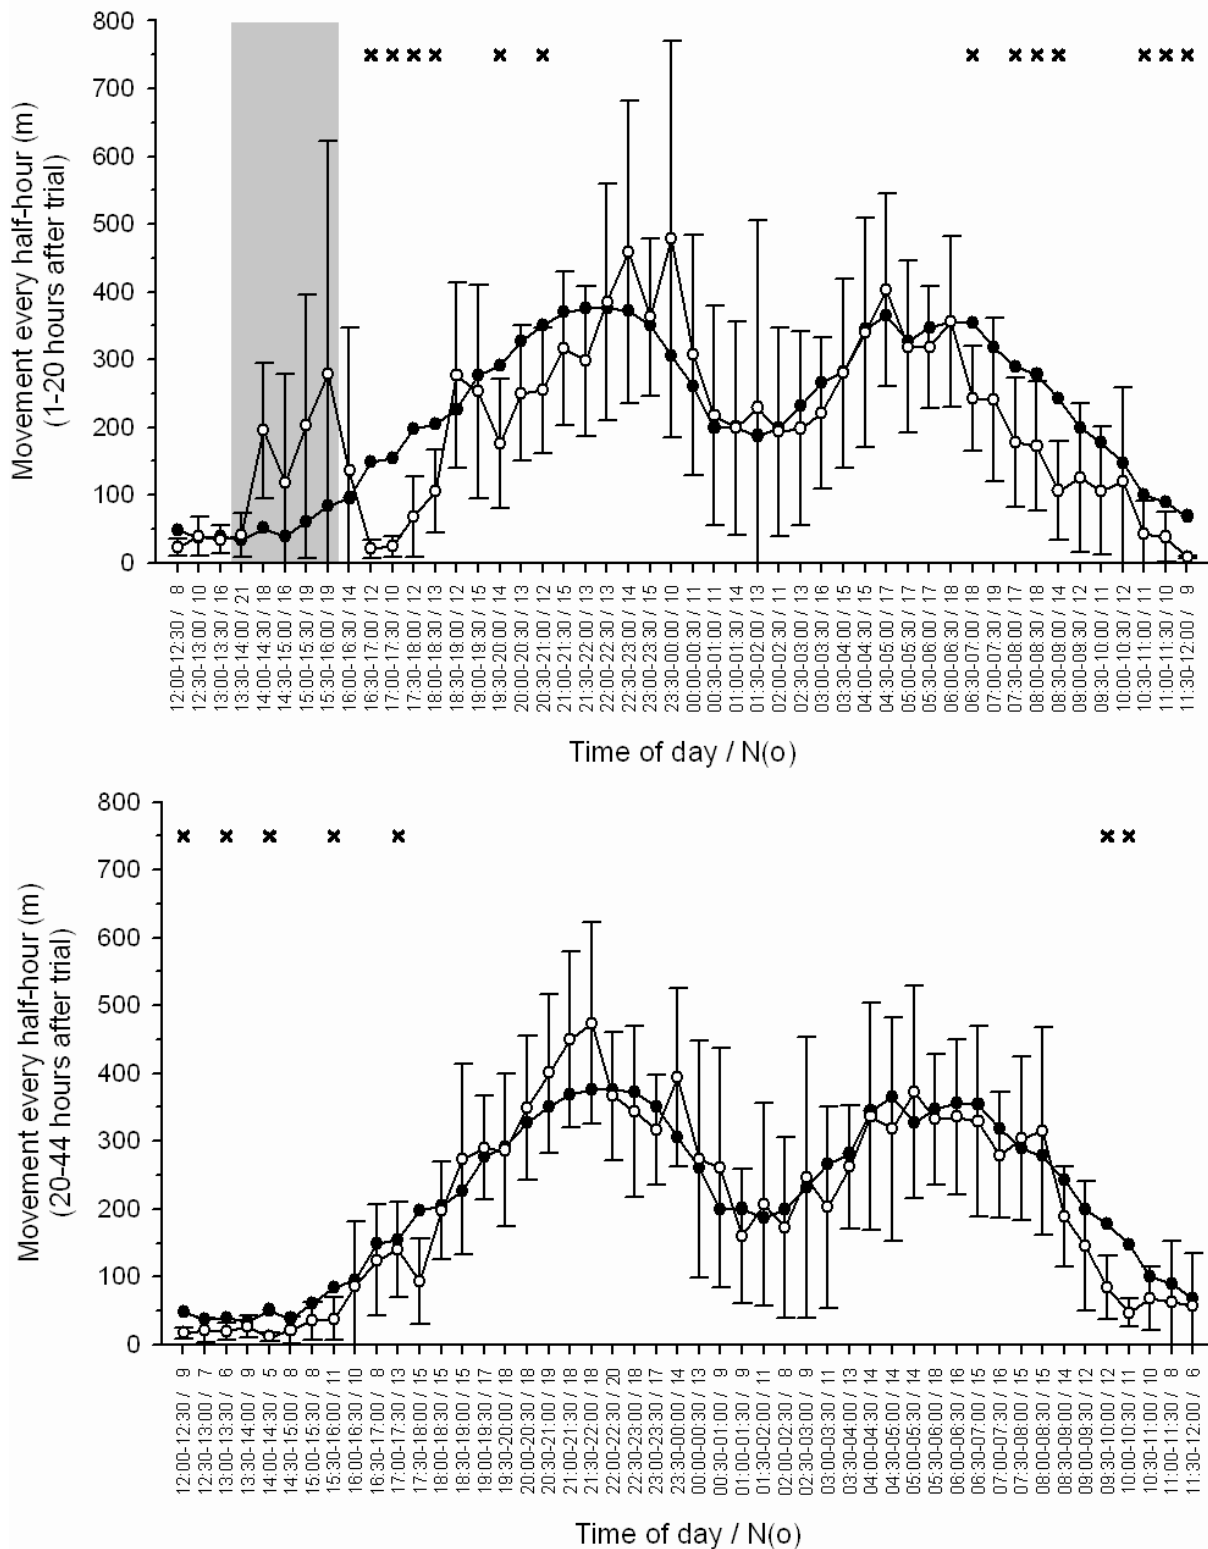 Movement every half-hour (m)
(1-20 hours after trial)
800
700
600
500
400
300
200
100
0
12:00-12:30 / 8
12:30-13:00 / 10
13:00-13:30 / 16
13:30-14:00 / 21
14:00-14:30 / 18
14:30-15:00 / 16
15:00-15:30 / 19
15:30-16:00 / 19
16:00-16:30 / 14
16:30-17:00 / 12
17:00-17:30 / 10
17:30-18:00 / 12
18:00-18:30 / 13
18:30-19:00 / 12
19:00-19:30 / 15
19:30-20:00 / 14
20:00-20:30 / 13
20:30-21:00 / 12
21:00-21:30 / 15
21:30-22:00 / 13
22:00-22:30 / 13
22:30-23:00 / 14
23:00-23:30 / 15
23:30-00:00 / 10
00:00-00:30 / 11
00:30-01:00 / 11
01:00-01:30 / 14
01:30-02:00 / 13
02:00-02:30 / 11
02:30-03:00 / 13
03:00-03:30 / 16
03:30-04:00 / 15
04:00-04:30 / 15
04:30-05:00 / 17
05:00-05:30 / 17
05:30-06:00 / 17
06:00-06:30 / 18
06:30-07:00 / 18
07:00-07:30 / 19
07:30-08:00 / 17
08:00-08:30 / 18
08:30-09:00 / 14
09:00-09:30 / 12
09:30-10:00 / 11
10:00-10:30 / 12
10:30-11:00 / 11
11:00-11:30 / 10
11:30-12:00 / 9
Time of day / N(o)
Movement every half-hour (m)
(20-44 hours after trial)
800
700
600
500
400
300
200
100
0
12:00-12:30 / 9
12:30-13:00 / 7
13:00-13:30 / 6
13:30-14:00 / 9
14:00-14:30 / 5
14:30-15:00 / 8
15:00-15:30 / 8
15:30-16:00 / 11
16:00-16:30 / 10
16:30-17:00 / 8
17:00-17:30 / 13
17:30-18:00 / 15
18:00-18:30 / 15
18:30-19:00 / 15
19:00-19:30 / 17
19:30-20:00 / 18
20:00-20:30 / 18
20:30-21:00 / 19
21:00-21:30 / 18
21:30-22:00 / 18
22:00-22:30 / 20
22:30-23:00 / 18
23:00-23:30 / 17
23:30-00:00 / 14
00:00-00:30 / 13
00:30-01:00 / 9
01:00-01:30 / 9
01:30-02:00 / 11
02:00-02:30 / 8
02:30-03:00 / 9
03:00-03:30 / 11
03:30-04:00 / 13
04:00-04:30 / 14
04:30-05:00 / 14
05:00-05:30 / 14
05:30-06:00 / 18
06:00-06:30 / 16
06:30-07:00 / 15
07:00-07:30 / 16
07:30-08:00 / 15
08:00-08:30 / 15
08:30-09:00 / 14
09:00-09:30 / 12
09:30-10:00 / 10
10:00-10:30 / 11
10:30-11:00 / 10
11:00-11:30 / 8
11:30-12:00 / 6
Time of day / N(o)